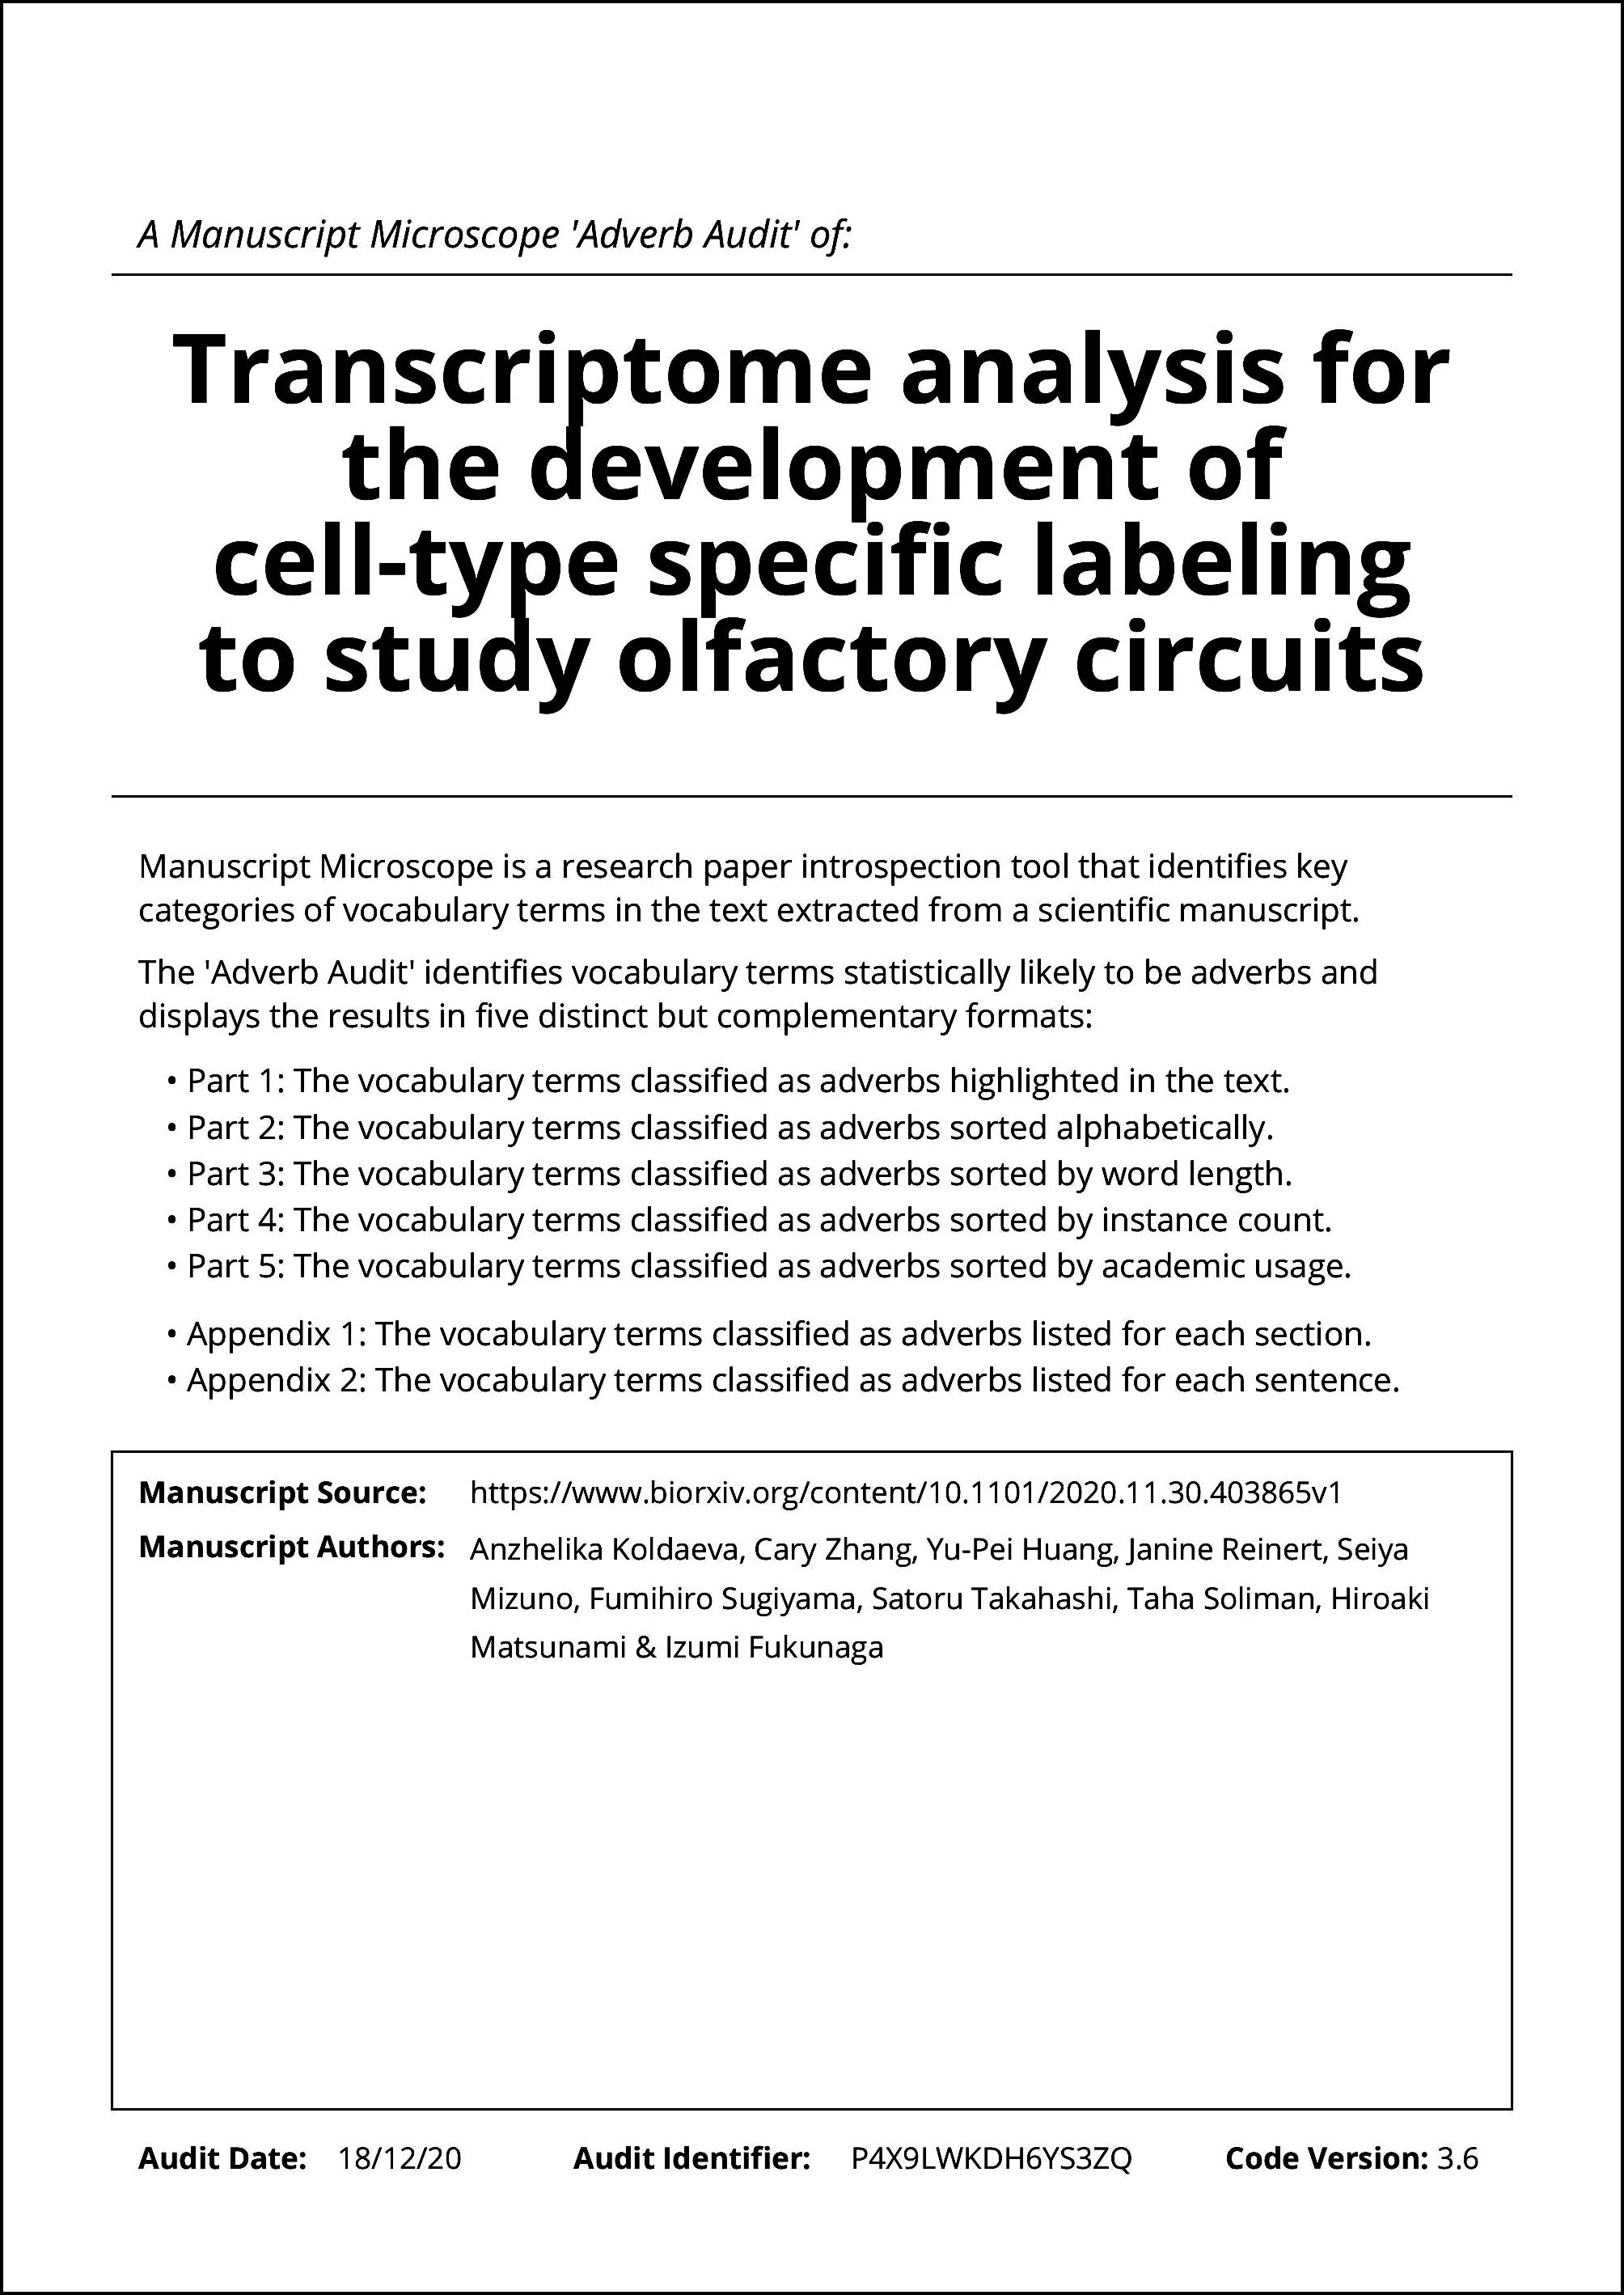 A Manuscript Microscope 'Adverb Audit' of:
Transcriptome analysis for
the development of
cell-type specific labeling
to study olfactory circuits
Manuscript Microscope is a research paper introspection tool that identifies key
categories of vocabulary terms in the text extracted from a scientific manuscript.
The 'Adverb Audit' identifies vocabulary terms statistically likely to be adverbs and
displays the results in five distinct but complementary formats:
• Part 1: The vocabulary terms classified as adverbs highlighted in the text.
• Part 2: The vocabulary terms classified as adverbs sorted alphabetically.
• Part 3: The vocabulary terms classified as adverbs sorted by word length.
• Part 4: The vocabulary terms classified as adverbs sorted by instance count.
• Part 5: The vocabulary terms classified as adverbs sorted by academic usage.
• Appendix 1: The vocabulary terms classified as adverbs listed for each section.
• Appendix 2: The vocabulary terms classified as adverbs listed for each sentence.
Manuscript Source: https://www.biorxiv.org/content/10.1101/2020.11.30.403865v1
Manuscript Authors: Anzhelika Koldaeva, Cary Zhang, Yu-Pei Huang, Janine Reinert, Seiya
Mizuno, Fumihiro Sugiyama, Satoru Takahashi, Taha Soliman, Hiroaki
Matsunami & Izumi Fukunaga
Audit Date: 18/12/20 Audit Identifier: P4X9LWKDH6YS3ZQ Code Version: 3.6